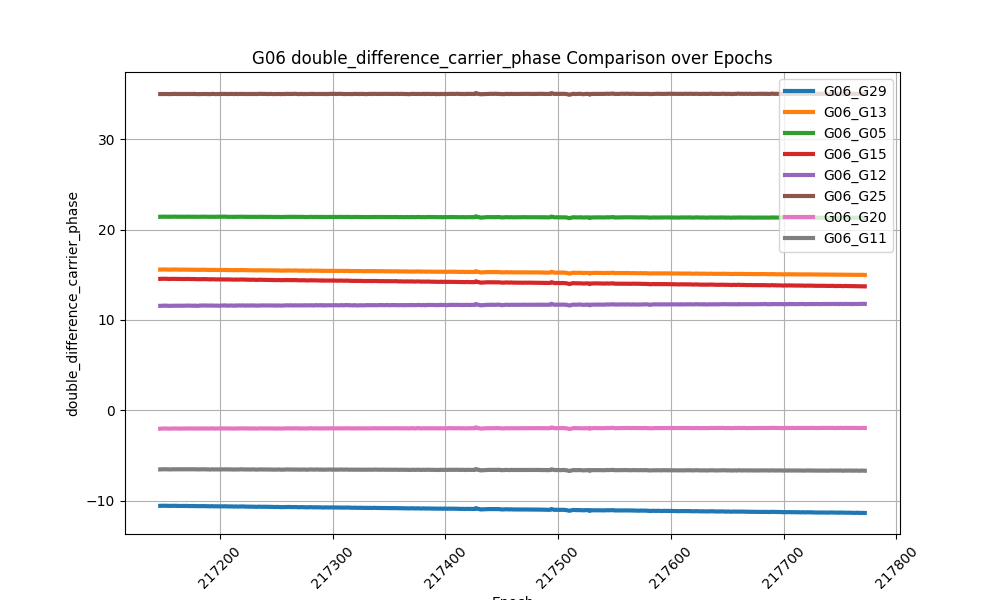 G06 double_difference_carrier_phase Comparison over Epochs
double_difference_carrier_phase
30
20
10
0
−10
217200
217300
217400
217500
217600
217700
217800
Epoch
G06_G29
G06_G13
G06_G05
G06_G15
G06_G12
G06_G25
G06_G20
G06_G11